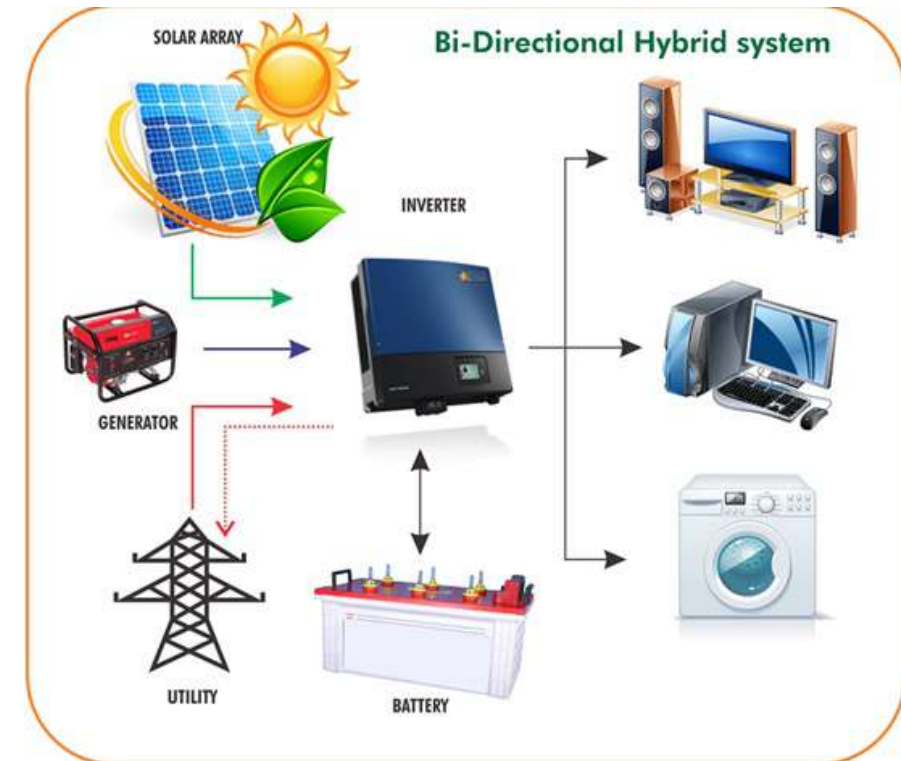 SOLAR ARRAY
Bi-Directional Hybrid system
INVERTER
GENERATOR
UTILITY
BATTERY